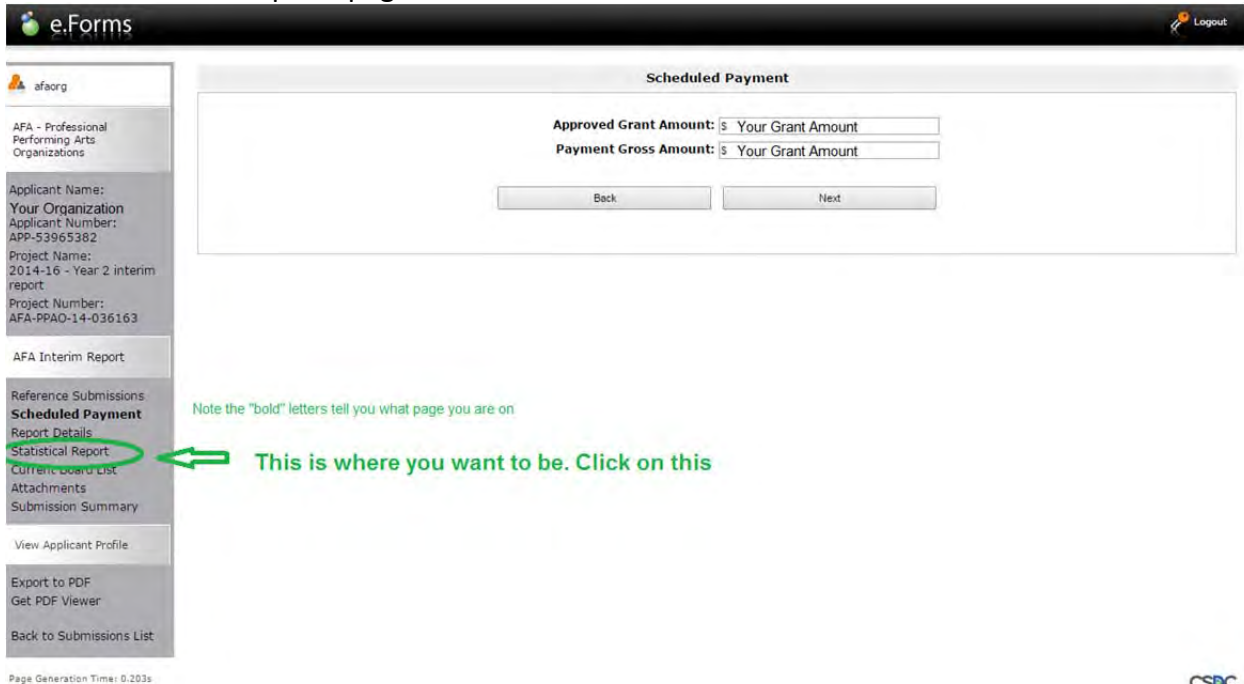 e.Forms
Logout
afaorg
AFA - Professional
Performing Arts
Organizations
Applicant Name:
Your Organization
Applicant Number:
APP-53965382
Project Name:
2014-16 - Year 2 interim
report
Project Number:
AFA-PPAO-14-036163
AFA Interim Report
Reference Submissions
Scheduled Payment
Report Details
Statistical Report
Current Board List
Attachments
Submission Summary
View Applicant Profile
Export to PDF
Get PDF Viewer
Back to Submissions List
Page Generation Time: 0.203s
Scheduled Payment
Approved Grant Amount: $ Your Grant Amount
Payment Gross Amount: $ Your Grant Amount
Back Next
Note the "bold" letters tell you what page you are on
This is where you want to be. Click on this
CSDC